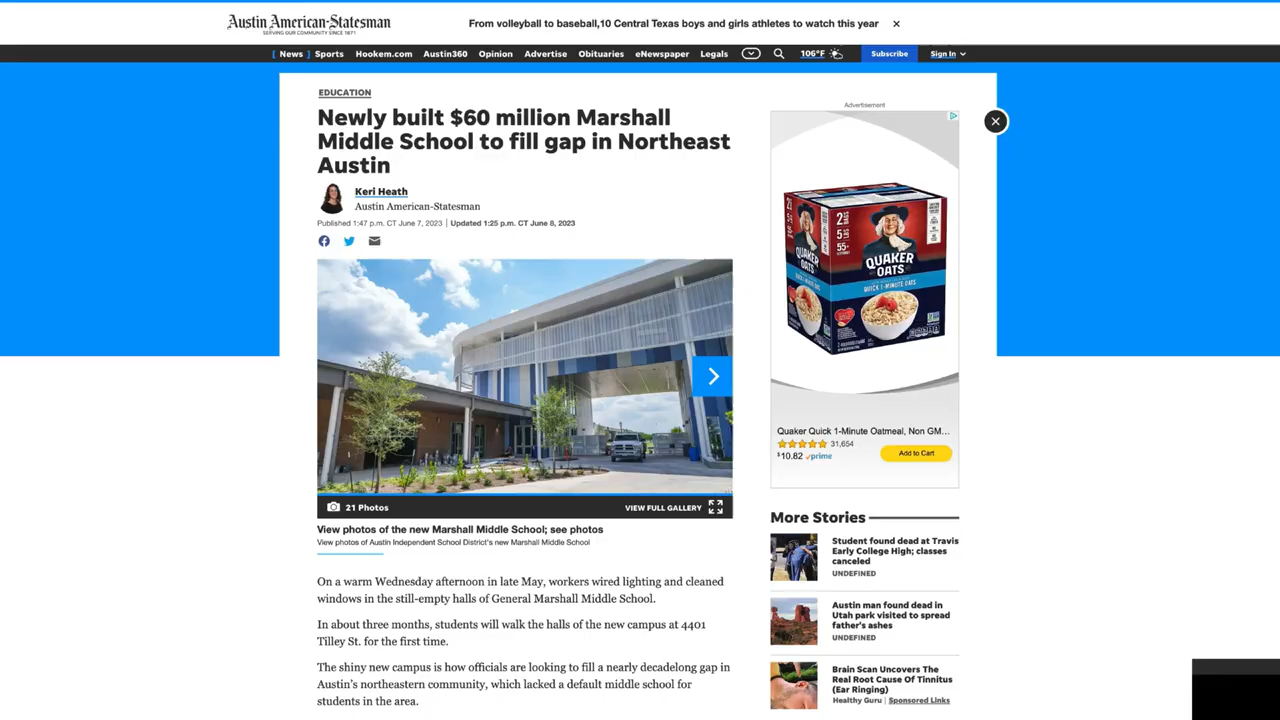 Austin American-Statesman
SERVING OUR COMMUNITY SINCE 1871
From volleyball to baseball,10 Central Texas boys and girls athletes to watch this year
[ News ] Sports Hookem.com Austin360 Opinion Advertise Obituaries eNewspaper Legals 106°F Subscribe Sign In
EDUCATION
Newly built $60 million Marshall
Middle School to fill gap in Northeast
Austin
Keri Heath
Austin American-Statesman
Published 1:47 p.m. CT June 7, 2023 | Updated 1:25 p.m. CT June 8, 2023
21 Photos
VIEW FULL GALLERY
View photos of the new Marshall Middle School; see photos
View photos of Austin Independent School District's new Marshall Middle School
On a warm Wednesday afternoon in late May, workers wired lighting and cleaned
windows in the still-empty halls of General Marshall Middle School.
In about three months, students will walk the halls of the new campus at 4401
Tilley St. for the first time.
The shiny new campus is how officials are looking to fill a nearly decadelong gap in
Austin's northeastern community, which lacked a default middle school for
students in the area.
Advertisement
2
5
55+
QUAKER
OATS
QUICK 1-MINUTE OATS
QUAKER
OATS
Quaker Quick 1-Minute Oatmeal, Non GM...
31,654
$10.82 prime
Add to Cart
More Stories
Student found dead at Travis
Early College High; classes
canceled
UNDEFINED
Austin man found dead in
Utah park visited to spread
father's ashes
UNDEFINED
Brain Scan Uncovers The
Real Root Cause Of Tinnitus
(Ear Ringing)
Healthy Guru | Sponsored Links